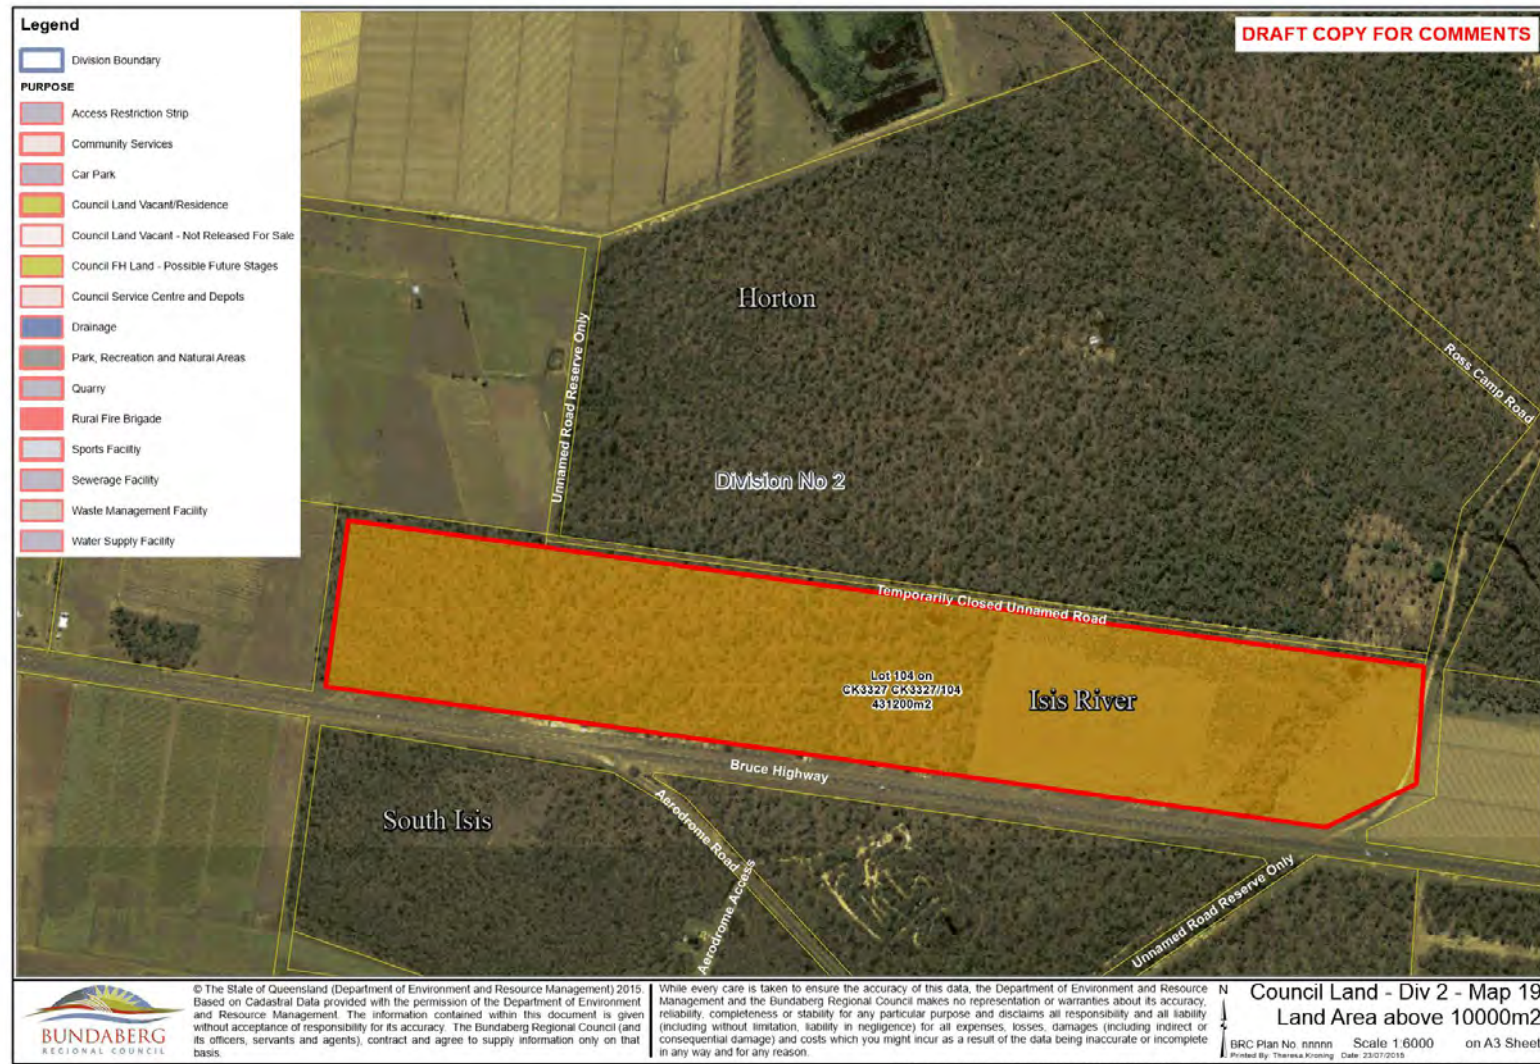 Legend
Division Boundary
PURPOSE
Access Restriction Strip
Community Services
Car Park
Council Land Vacant/Residence
Council Land Vacant - Not Released For Sale
Council FH Land - Possible Future Stages
Council Service Centre and Depots
Drainage
Park, Recreation and Natural Areas
Quarry
Rural Fire Brigade
Sports Facility
Sewerage Facility
Waste Management Facility
Water Supply Facility
DRAFT COPY FOR COMMENTS
Horton
Unnamed Road Reserve Only
Ross Camp Road
Division No 2
Temporarily Closed Unnamed Road
Lot 104 on
CK3327 CK3327/104
431200m2
Isis River
Bruce Highway
South Isis
Aerodrome Road
Aerodrome Access
Unnamed Road Reserve Only
BUNDABERG
REGIONAL COUNCIL
© The State of Queensland (Department of Environment and Resource Management) 2015.
Based on Cadastral Data provided with the permission of the Department of Environment
and Resource Management. The information contained within this document is given
without acceptance of responsibility for its accuracy. The Bundaberg Regional Council (and
its officers, servants and agents), contract and agree to supply information only on that
basis.
While every care is taken to ensure the accuracy of this data, the Department of Environment and Resource
Management and the Bundaberg Regional Council makes no representation or warranties about its accuracy,
reliability, completeness or stability for any particular purpose and disclaims all responsibility and all liability
(including without limitation, liability in negligence) for all expenses, losses, damages (including indirect or
consequential damage) and costs which you might incur as a result of the data being inaccurate or incomplete
in any way and for any reason.
N
Council Land - Div 2 - Map 19
Land Area above 10000m2
BRC Plan No. nnnnn Scale 1:6000 on A3 Sheet
Printed By: Theresa Kroning Date: 23/07/2015